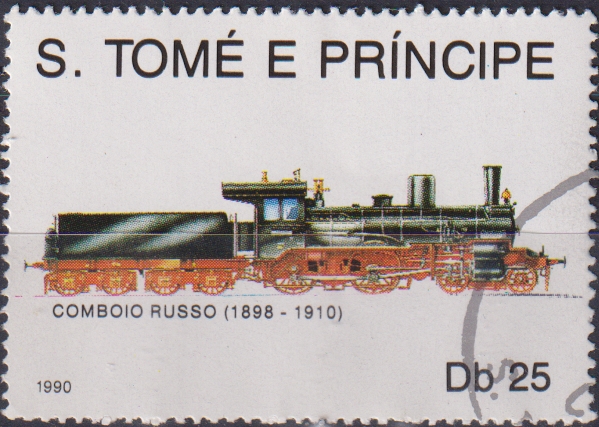 S. TOMÉ E PRÍNCIPE
COMBOIO RUSSO (1898 - 1910)
1990
Db 25